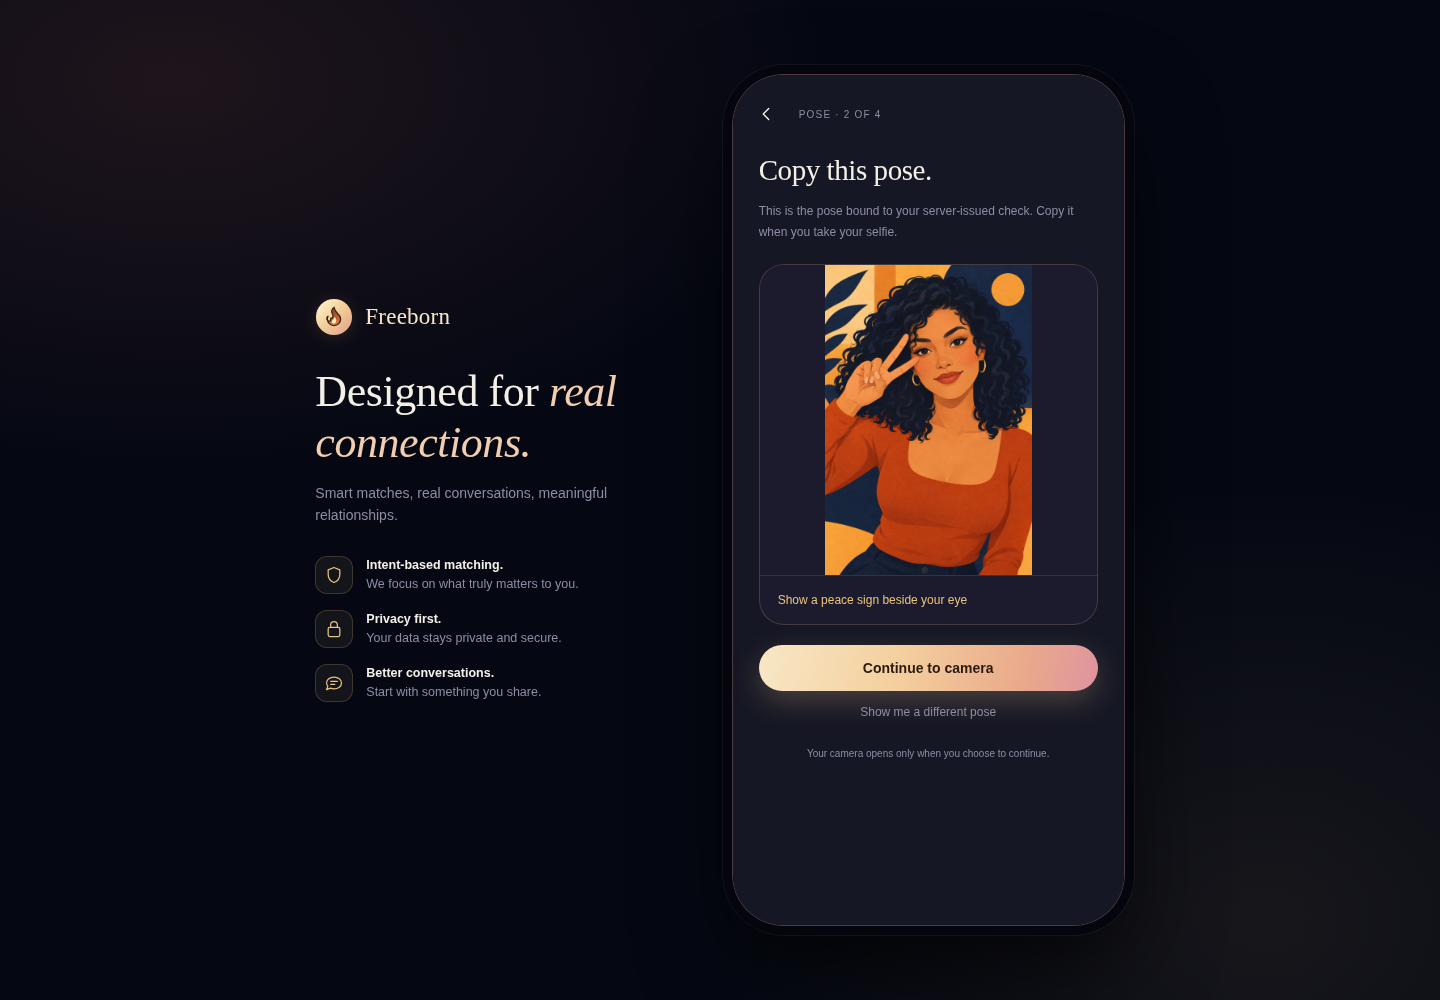 Freeborn
Designed for real
connections.
Smart matches, real conversations, meaningful
relationships.
Intent-based matching.
We focus on what truly matters to you.
Privacy first.
Your data stays private and secure.
Better conversations.
Start with something you share.
POSE · 2 OF 4
Copy this pose.
This is the pose bound to your server-issued check. Copy it
when you take your selfie.
Show a peace sign beside your eye
Continue to camera
Show me a different pose
Your camera opens only when you choose to continue.